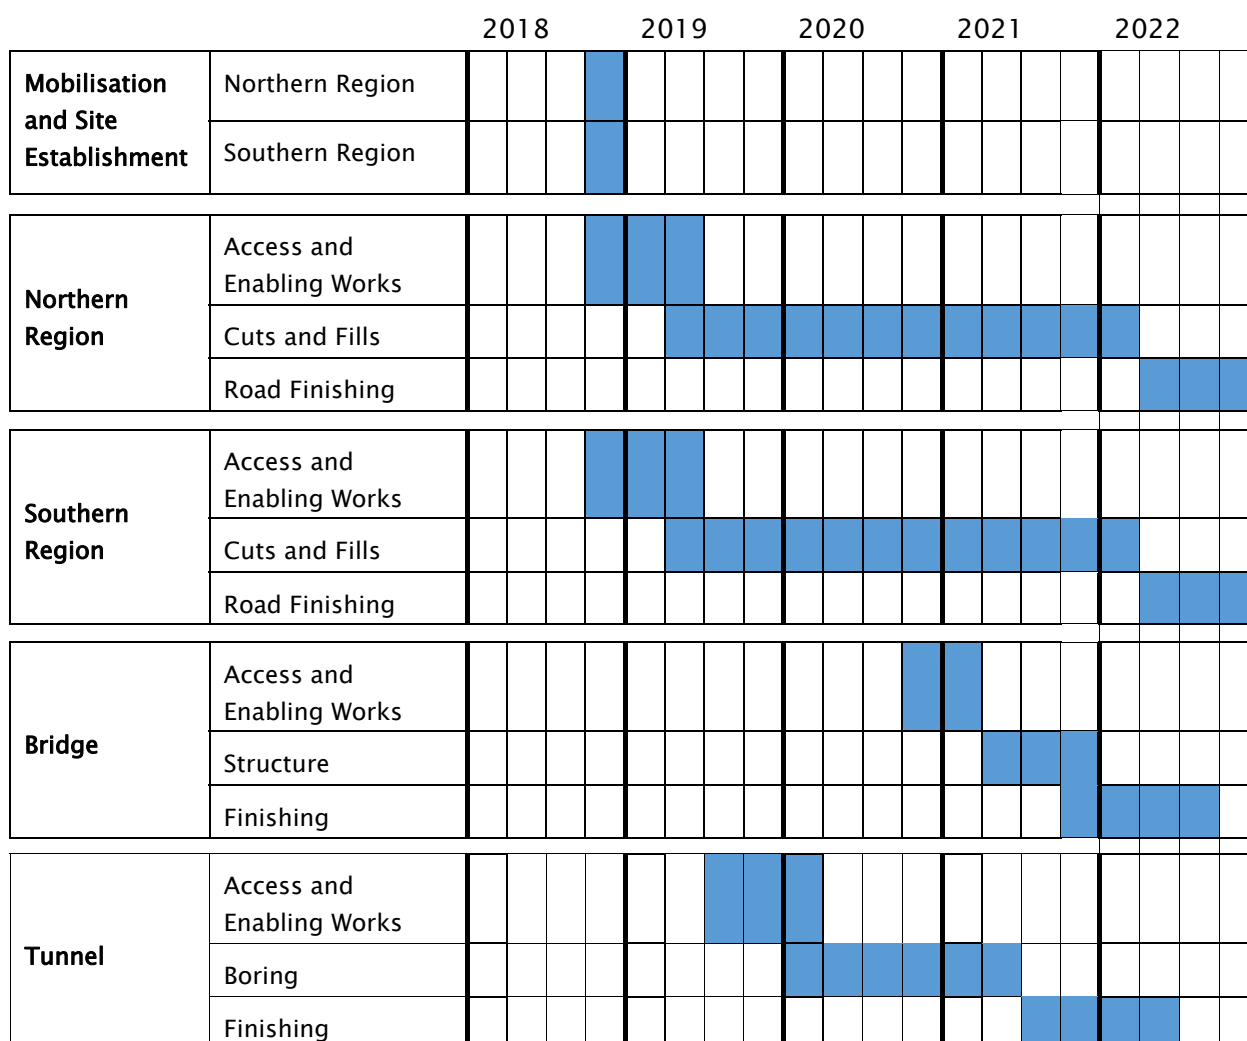 2018 2019 2020 2021 2022
Mobilisation
and Site
Establishment
Northern Region
Southern Region
Northern
Region
Access and
Enabling Works
Cuts and Fills
Road Finishing
Southern
Region
Access and
Enabling Works
Cuts and Fills
Road Finishing
Bridge
Access and
Enabling Works
Structure
Finishing
Tunnel
Access and
Enabling Works
Boring
Finishing